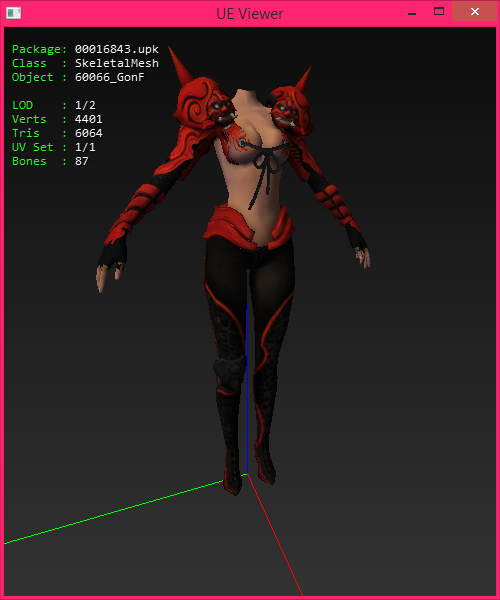 UE Viewer
Package: 00016843.upk
Class : SkeletalMesh
Object : 60066_GonF
LOD : 1/2
Verts : 4401
Tris : 6064
UV Set : 1/1
Bones : 87